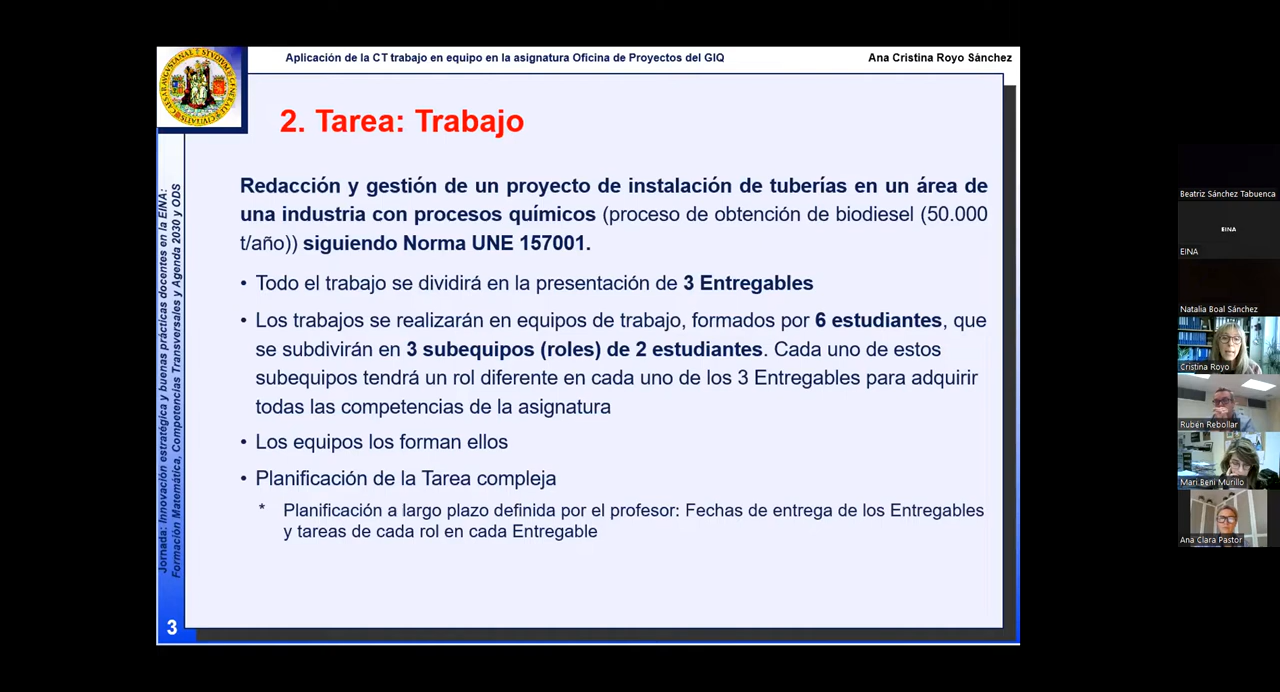 Aplicación de la CT trabajo en equipo en la asignatura Oficina de Proyectos del GIQ
Ana Cristina Royo Sánchez
2. Tarea: Trabajo
Redacción y gestión de un proyecto de instalación de tuberías en un área de
una industria con procesos químicos (proceso de obtención de biodiesel (50.000
t/año)) siguiendo Norma UNE 157001.
• Todo el trabajo se dividirá en la presentación de 3 Entregables
• Los trabajos se realizarán en equipos de trabajo, formados por 6 estudiantes, que
se subdivirán en 3 subequipos (roles) de 2 estudiantes. Cada uno de estos
subequipos tendrá un rol diferente en cada uno de los 3 Entregables para adquirir
todas las competencias de la asignatura
• Los equipos los forman ellos
• Planificación de la Tarea compleja
* Planificación a largo plazo definida por el profesor: Fechas de entrega de los Entregables
y tareas de cada rol en cada Entregable
Jornada: Innovación estratégica y buenas prácticas docentes en la EINA:
Formación Matemática, Competencias Transversales y Agenda 2030 y ODS
3
Beatriz Sánchez Tabuenca
EINA
EINA
Natalia Boal Sánchez
Cristina Royo
Rubén Rebollar
Mari.Beni Murillo
Ana Clara Pastor